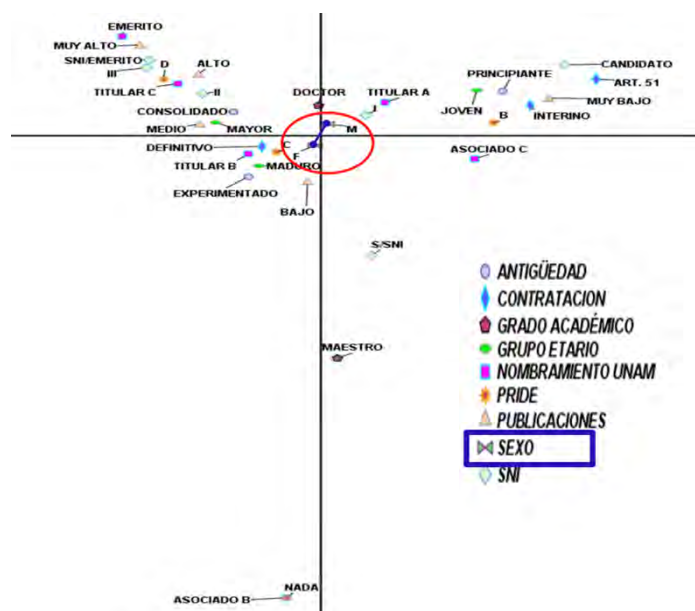 EMERITO
MUY ALTO
SNI/EMERITO
III
D
ALTO
TITULAR C
II
CONSOLIDADO
MEDIO
MAYOR
DEFINITIVO
C
TITULAR B
MADURO
F
EXPERIMENTADO
BAJO
DOCTOR
TITULAR A
I
M
PRINCIPIANTE
CANDIDATO
ART. 51
JOVEN
MUY BAJO
B
INTERINO
ASOCIADO C
S/SNI
MAESTRO
NADA
ASOCIADO B
ANTIGÜEDAD
CONTRATACION
GRADO ACADÉMICO
GRUPO ETARIO
NOMBRAMIENTO UNAM
PRIDE
PUBLICACIONES
SEXO
SNI